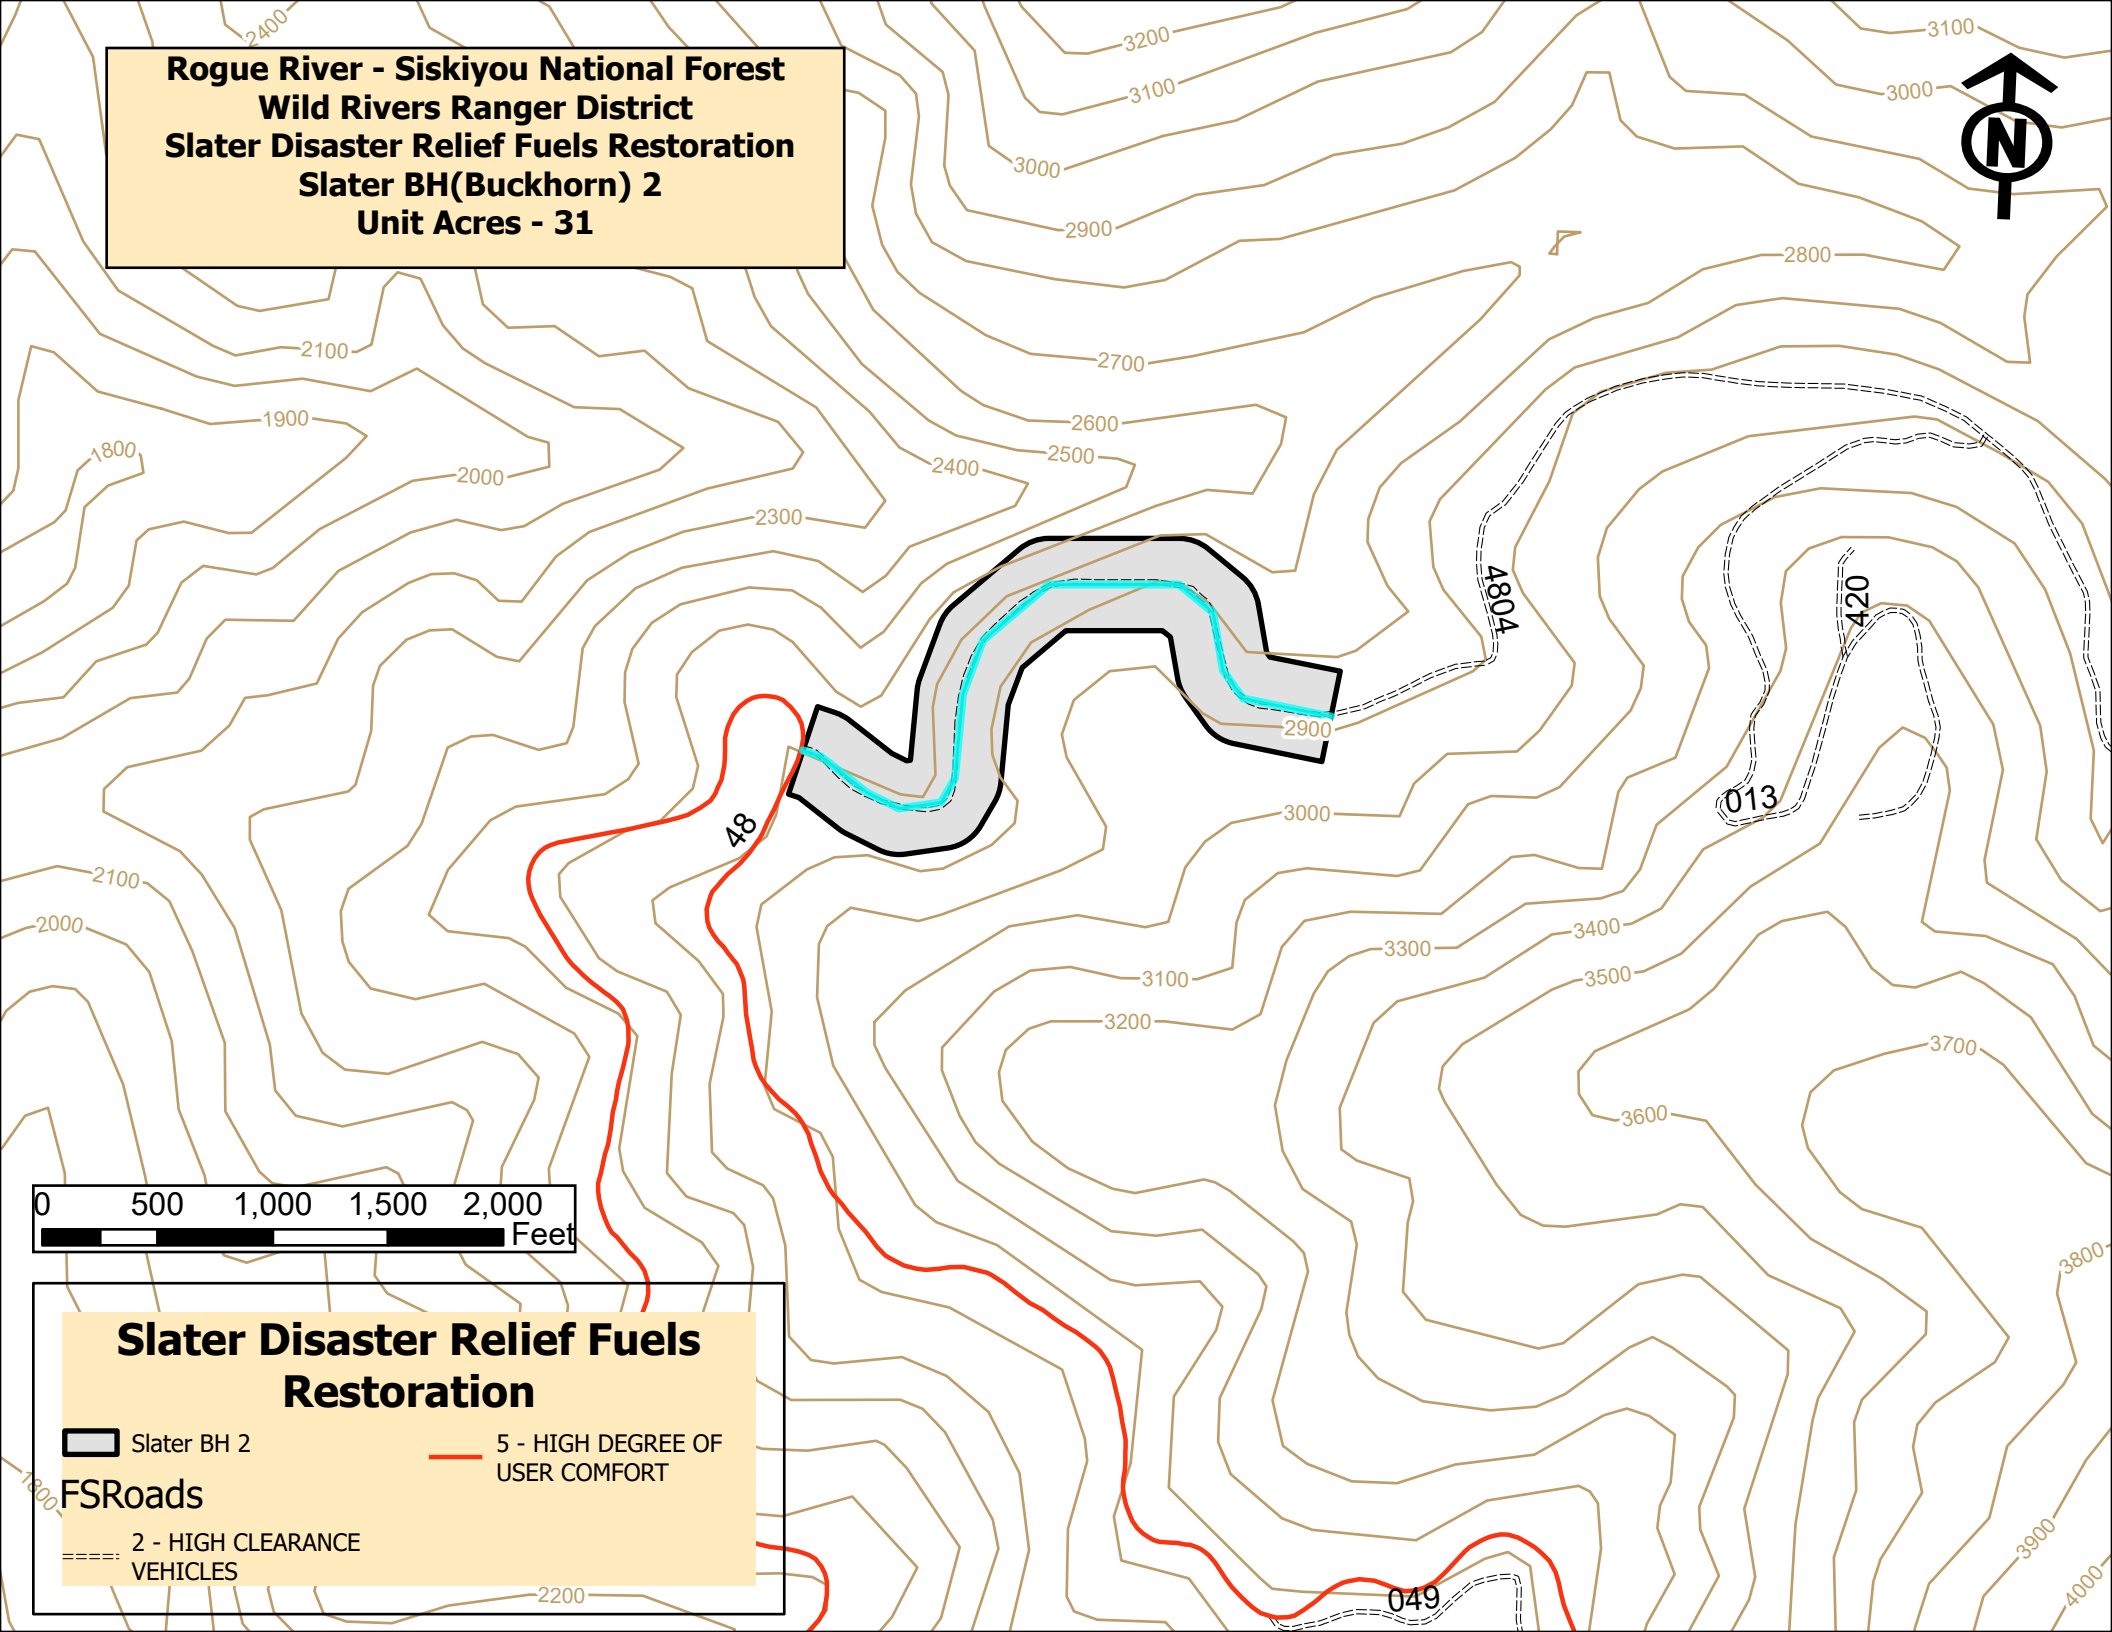 2400
3200
3100
3100
3000
Rogue River - Siskiyou National Forest
Wild Rivers Ranger District
Slater Disaster Relief Fuels Restoration
Slater BH(Buckhorn) 2
Unit Acres - 31
N
3000
2900
2800
2100
2700
1900
2600
1800
2500
2400
2000
2300
4804
420
2900
013
3000
48
2100
2000
3400
3300
3500
3100
3200
3700
3600
3800
0 500 1,000 1,500 2,000
Feet
Slater Disaster Relief Fuels
Restoration
Slater BH 2
5 - HIGH DEGREE OF
USER COMFORT
FSRoads
2 - HIGH CLEARANCE
VEHICLES
1800
2200
049
3900
4000